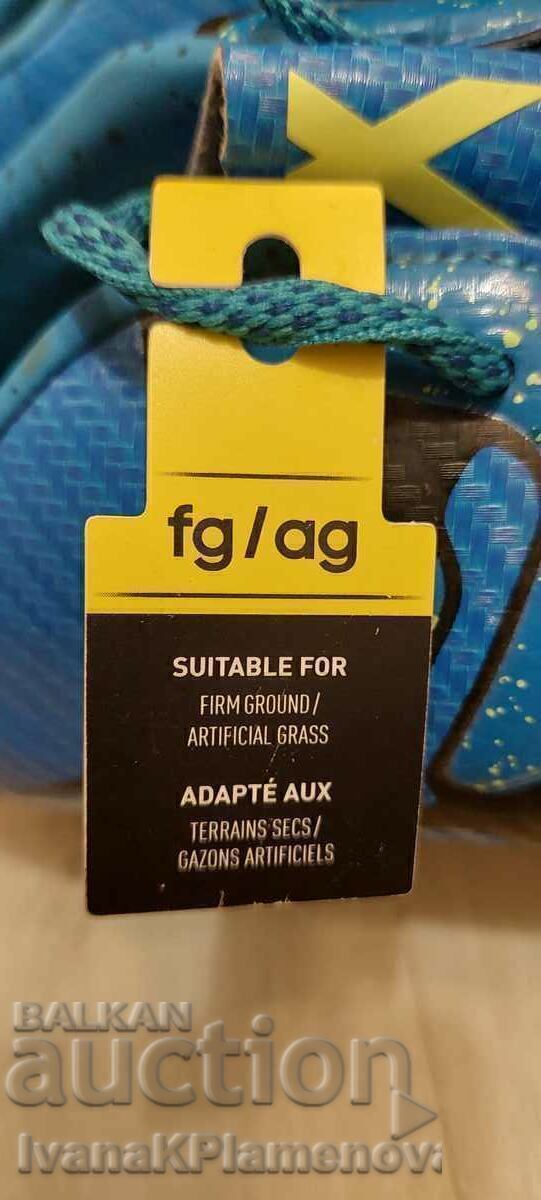 X
fg/ag
SUITABLE FOR
FIRM GROUND/
ARTIFICIAL GRASS
ADAPTÉ AUX
TERRAINS SECS/
GAZONS ARTIFICIELS
BALKAN
auction
IvanaKPlamenova